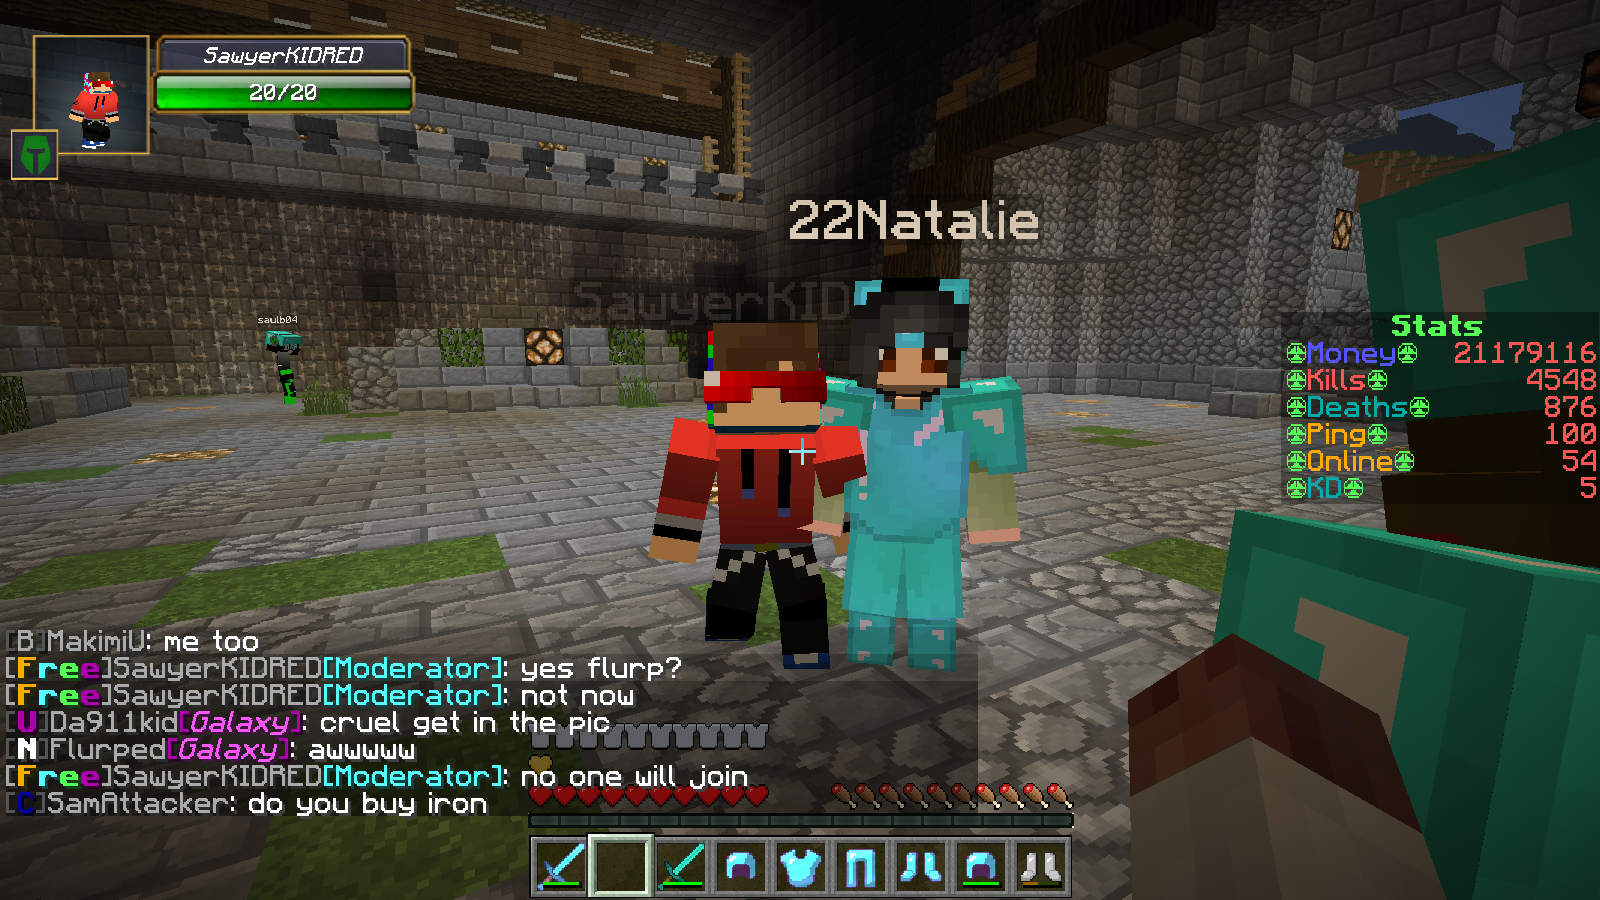 SawyerKIDRED
20/20
22Natalie
SawyerKID
saulb04
Stats
Money 21179116
Kills 4548
Deaths 876
Ping 100
Online 54
KD 5
[B]MakimiU: me too
[Free]SawyerKIDRED[Moderator]: yes flurp?
[Free]SawyerKIDRED[Moderator]: not now
[U]Da911kid[Galaxy]: cruel get in the pic
[N]Flurped[Galaxy]: awwwww
[Free]SawyerKIDRED[Moderator]: no one will join
[C]SamAttacker: do you buy iron